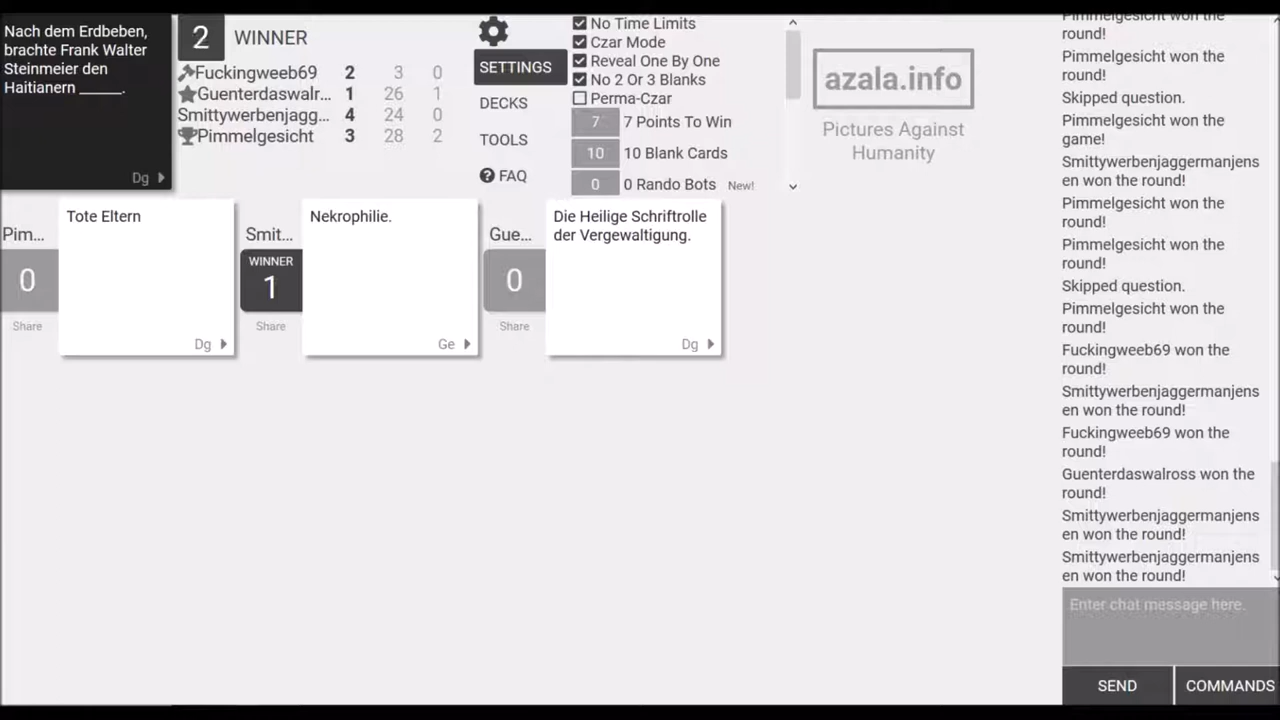 Nach dem Erdbeben,
brachte Frank Walter
Steinmeier den
Haitianern ______.
Dg
2 WINNER
Fuckingweeb69 2 3 0
Guenterdaswalr... 1 26 1
Smittywerbenjagg... 4 24 0
Pimmelgesicht 3 28 2
SETTINGS
DECKS
TOOLS
FAQ
No Time Limits
Czar Mode
Reveal One By One
No 2 Or 3 Blanks
Perma-Czar
7 7 Points To Win
10 10 Blank Cards
0 0 Rando Bots New!
azala.info
Pictures Against
Humanity
Pim...
0
Share
Tote Eltern
Dg
Smit...
WINNER
1
Share
Nekrophilie.
Ge
Gue...
0
Share
Die Heilige Schriftrolle
der Vergewaltigung.
Dg
Pimmelgesicht won the
round!
Pimmelgesicht won the
round!
Skipped question.
Pimmelgesicht won the
game!
Smittywerbenjaggermanjens
en won the round!
Pimmelgesicht won the
round!
Pimmelgesicht won the
round!
Skipped question.
Pimmelgesicht won the
round!
Fuckingweeb69 won the
round!
Smittywerbenjaggermanjens
en won the round!
Fuckingweeb69 won the
round!
Guenterdaswalross won the
round!
Smittywerbenjaggermanjens
en won the round!
Smittywerbenjaggermanjens
en won the round!
Enter chat message here.
SEND
COMMANDS